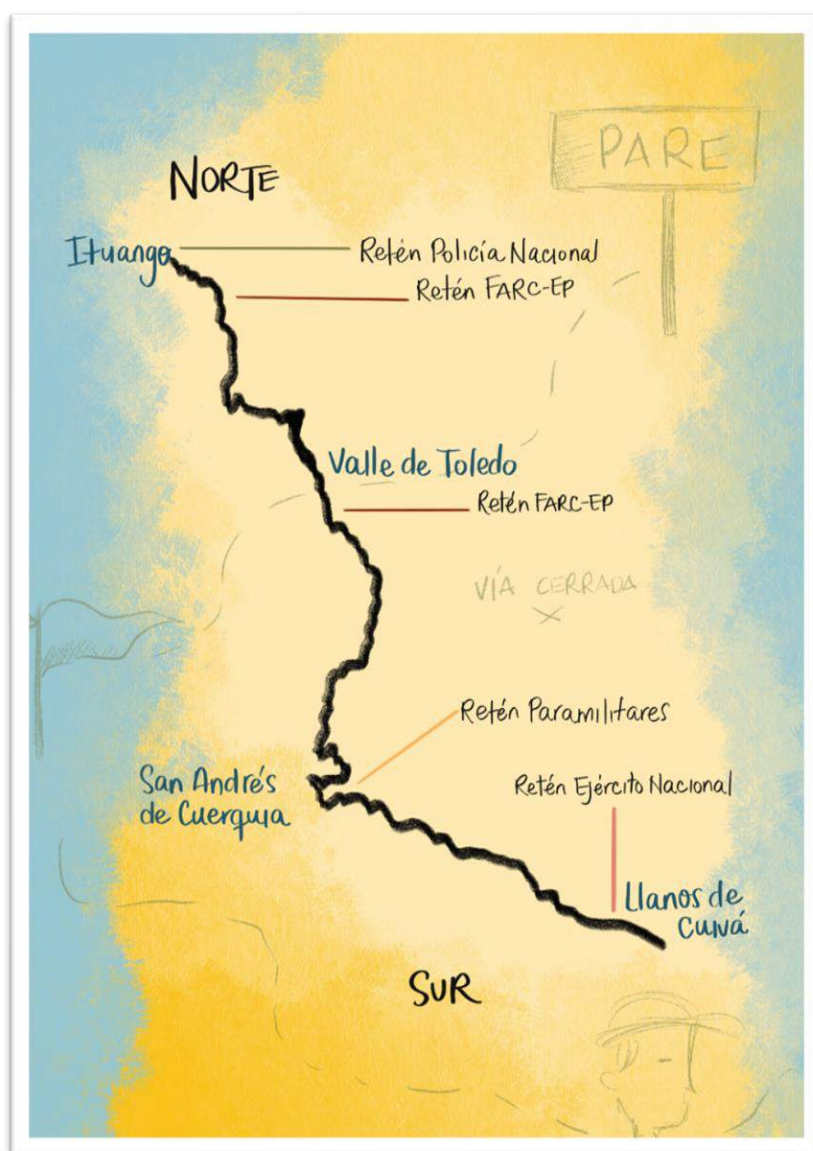 PARE
NORTE
Ituango
Retén Policía Nacional
Retén FARC-EP
Valle de Toledo
Retén FARC-EP
VÍA CERRADA
Retén Paramilitares
San Andrés
de Cuerquia
Retén Ejército Nacional
Llanos de
Cuivá
SUR